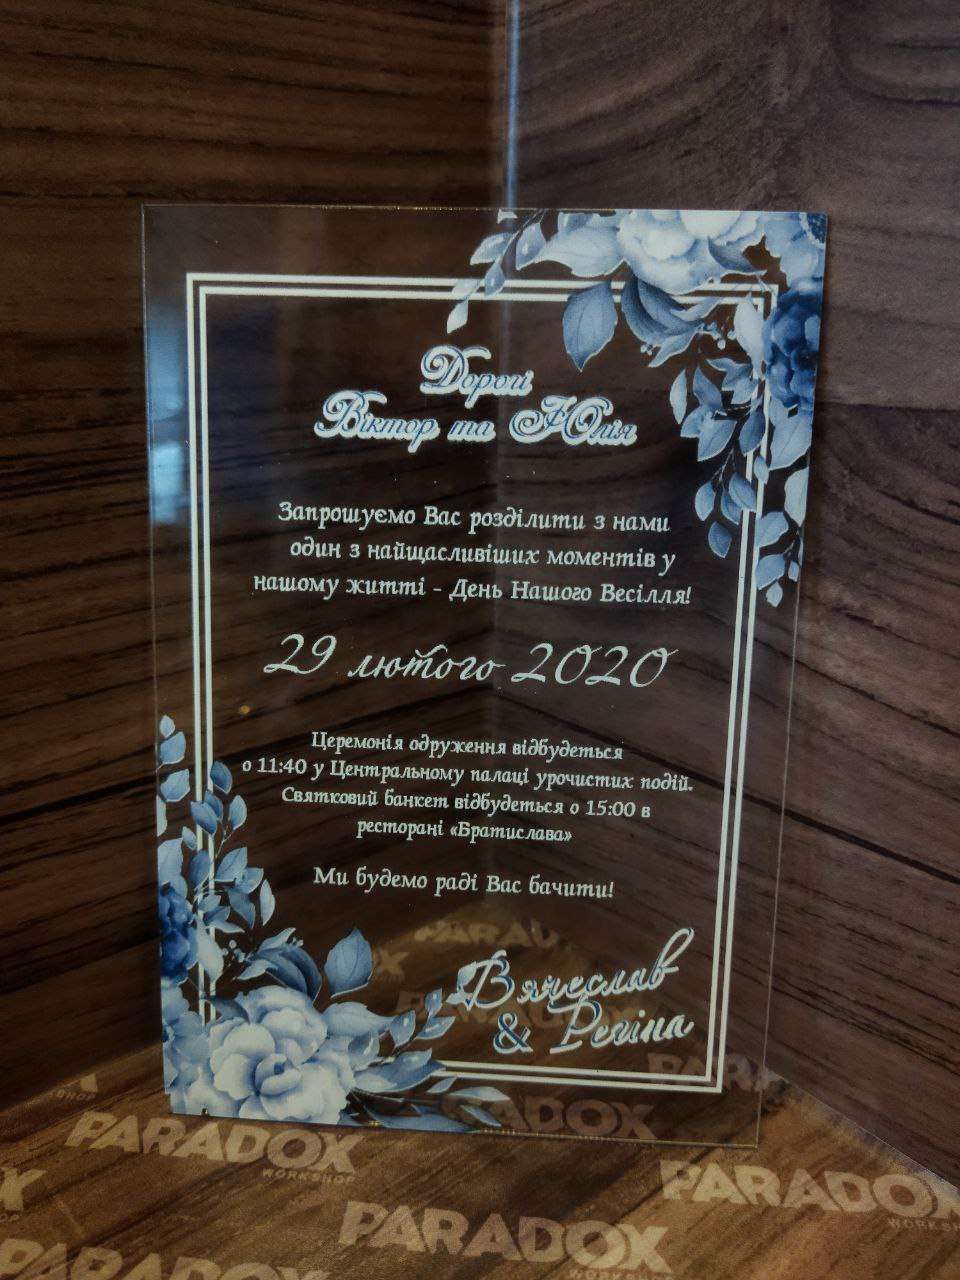 Дорогі
Віктор та Юлія
Запрошуємо Вас розділити з нами
один з найщасливіших моментів у
нашому житті - День Нашого Весілля!
29 лютого 2020
Церемонія одруження відбудеться
о 11:40 у Центральному палаці урочистих подій.
Святковий банкет відбудеться о 15:00 в
ресторані «Братислава»
Ми будемо раді Вас бачити!
Вячеслав
& Регіна
PARADOX
WORKSHOP
PARADOX
WORKSHOP
PARADOX
WORKSHOP